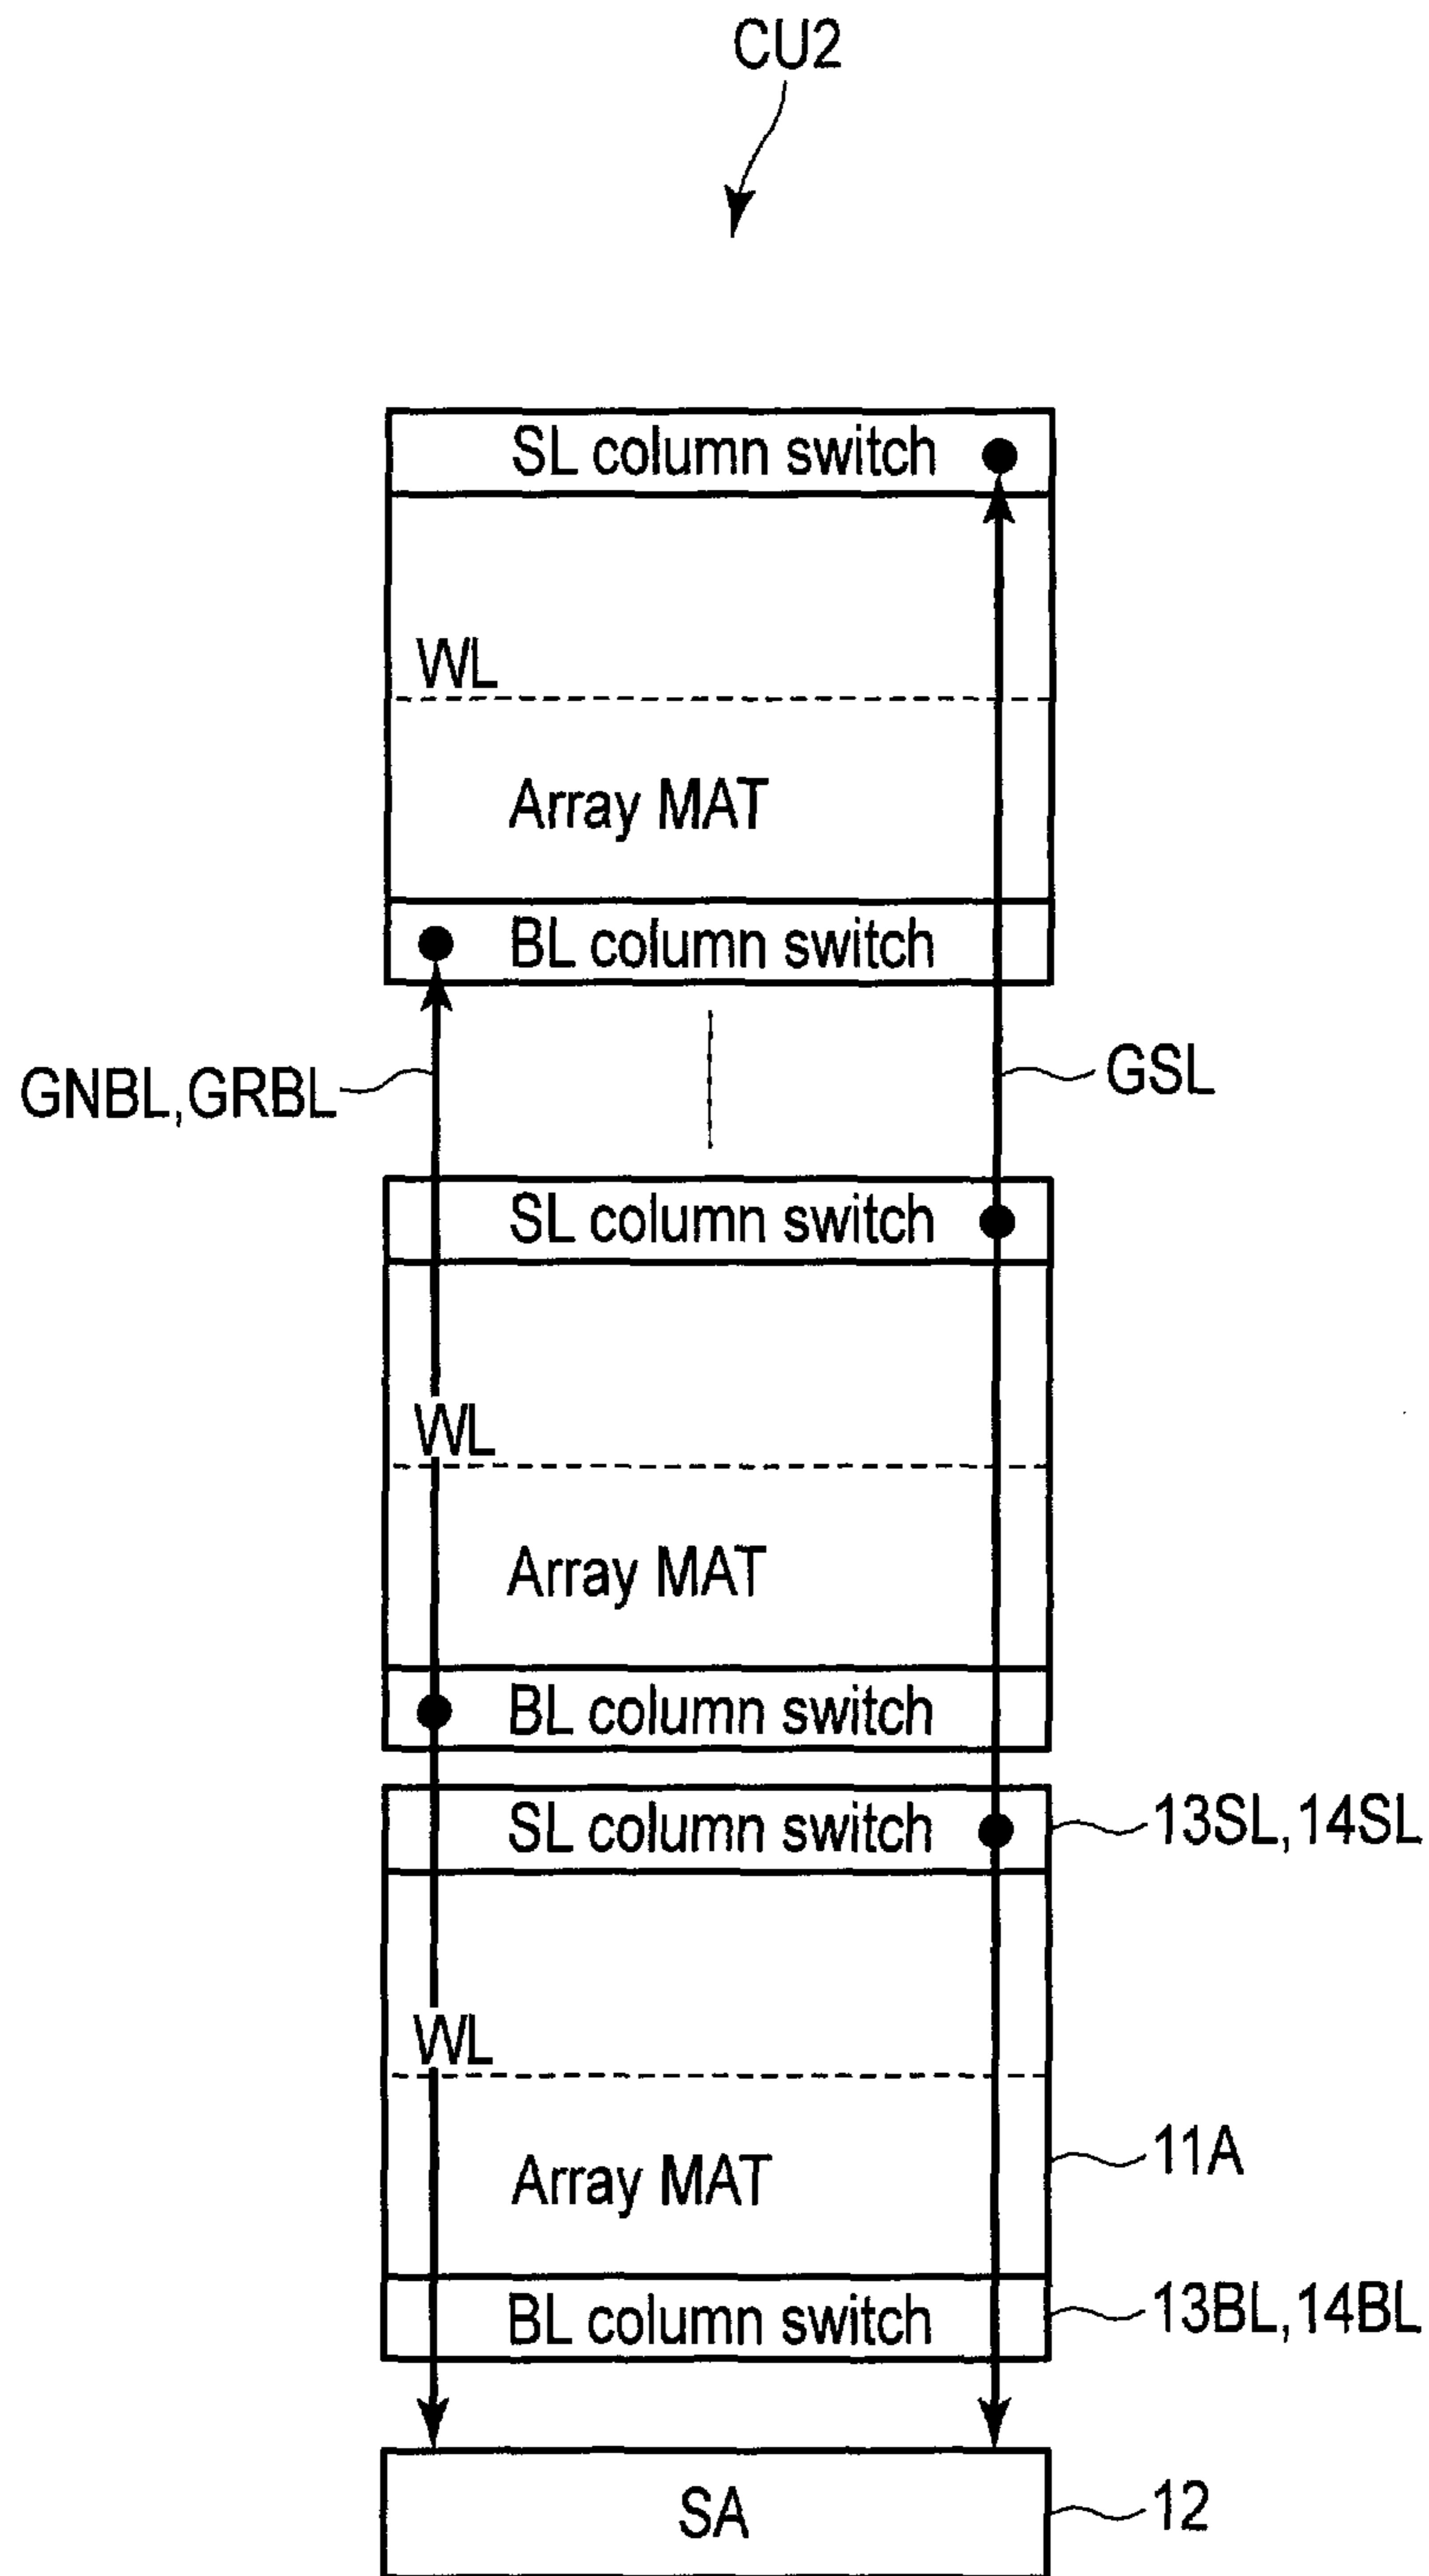 CU2
SL column switch
WL
Array MAT
BL column switch
GNBL,GRBL
GSL
SL column switch
WL
Array MAT
BL column switch
SL column switch
13SL,14SL
WL
Array MAT
11A
BL column switch
13BL,14BL
SA
12